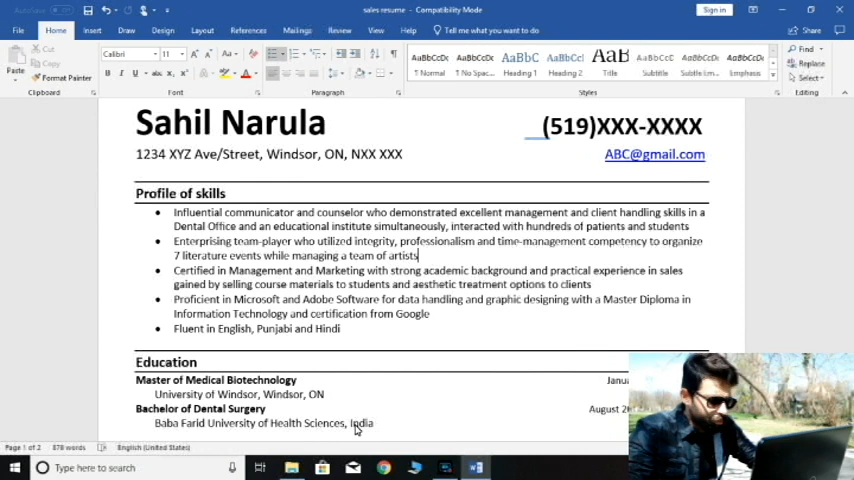 AutoSave
sales resume - Compatibility Mode
Sign in
File Home Insert Draw Design Layout References Mailings Review View Help Tell me what you want to do
Share
Paste
Cut
Copy
Format Painter
Calibri 11
AaBbCcDc AaBbCcDc AaBbC AaBbCcC AaB AaBbCcD AaBbCcDc AaBbCcDc
¶ Normal ¶ No Spac... Heading 1 Heading 2 Title Subtitle Subtle Em... Emphasis
Find
Replace
Select
Clipboard Font Paragraph Styles Editing
Sahil Narula (519)XXX-XXXX
1234 XYZ Ave/Street, Windsor, ON, NXX XXX ABC@gmail.com
Profile of skills
• Influential communicator and counselor who demonstrated excellent management and client handling skills in a
Dental Office and an educational institute simultaneously, interacted with hundreds of patients and students
• Enterprising team-player who utilized integrity, professionalism and time-management competency to organize
7 literature events while managing a team of artists
• Certified in Management and Marketing with strong academic background and practical experience in sales
gained by selling course materials to students and aesthetic treatment options to clients
• Proficient in Microsoft and Adobe Software for data handling and graphic designing with a Master Diploma in
Information Technology and certification from Google
• Fluent in English, Punjabi and Hindi
Education
Master of Medical Biotechnology
University of Windsor, Windsor, ON
Bachelor of Dental Surgery August
Baba Farid University of Health Sciences, India
Page 1 of 2 878 words English (United States)
Type here to search